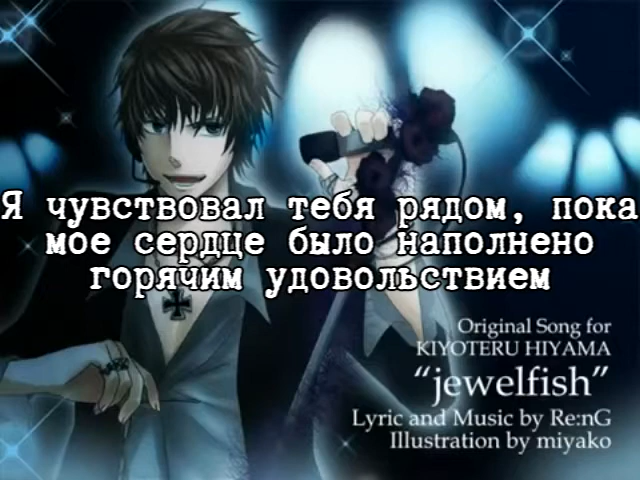 Я чувствовал тебя рядом, пока
мое сердце было наполнено
горячим удовольствием
Original Song for
KIYOTERU HIYAMA
“jewelfish”
Lyric and Music by Re:nG
Illustration by miyako